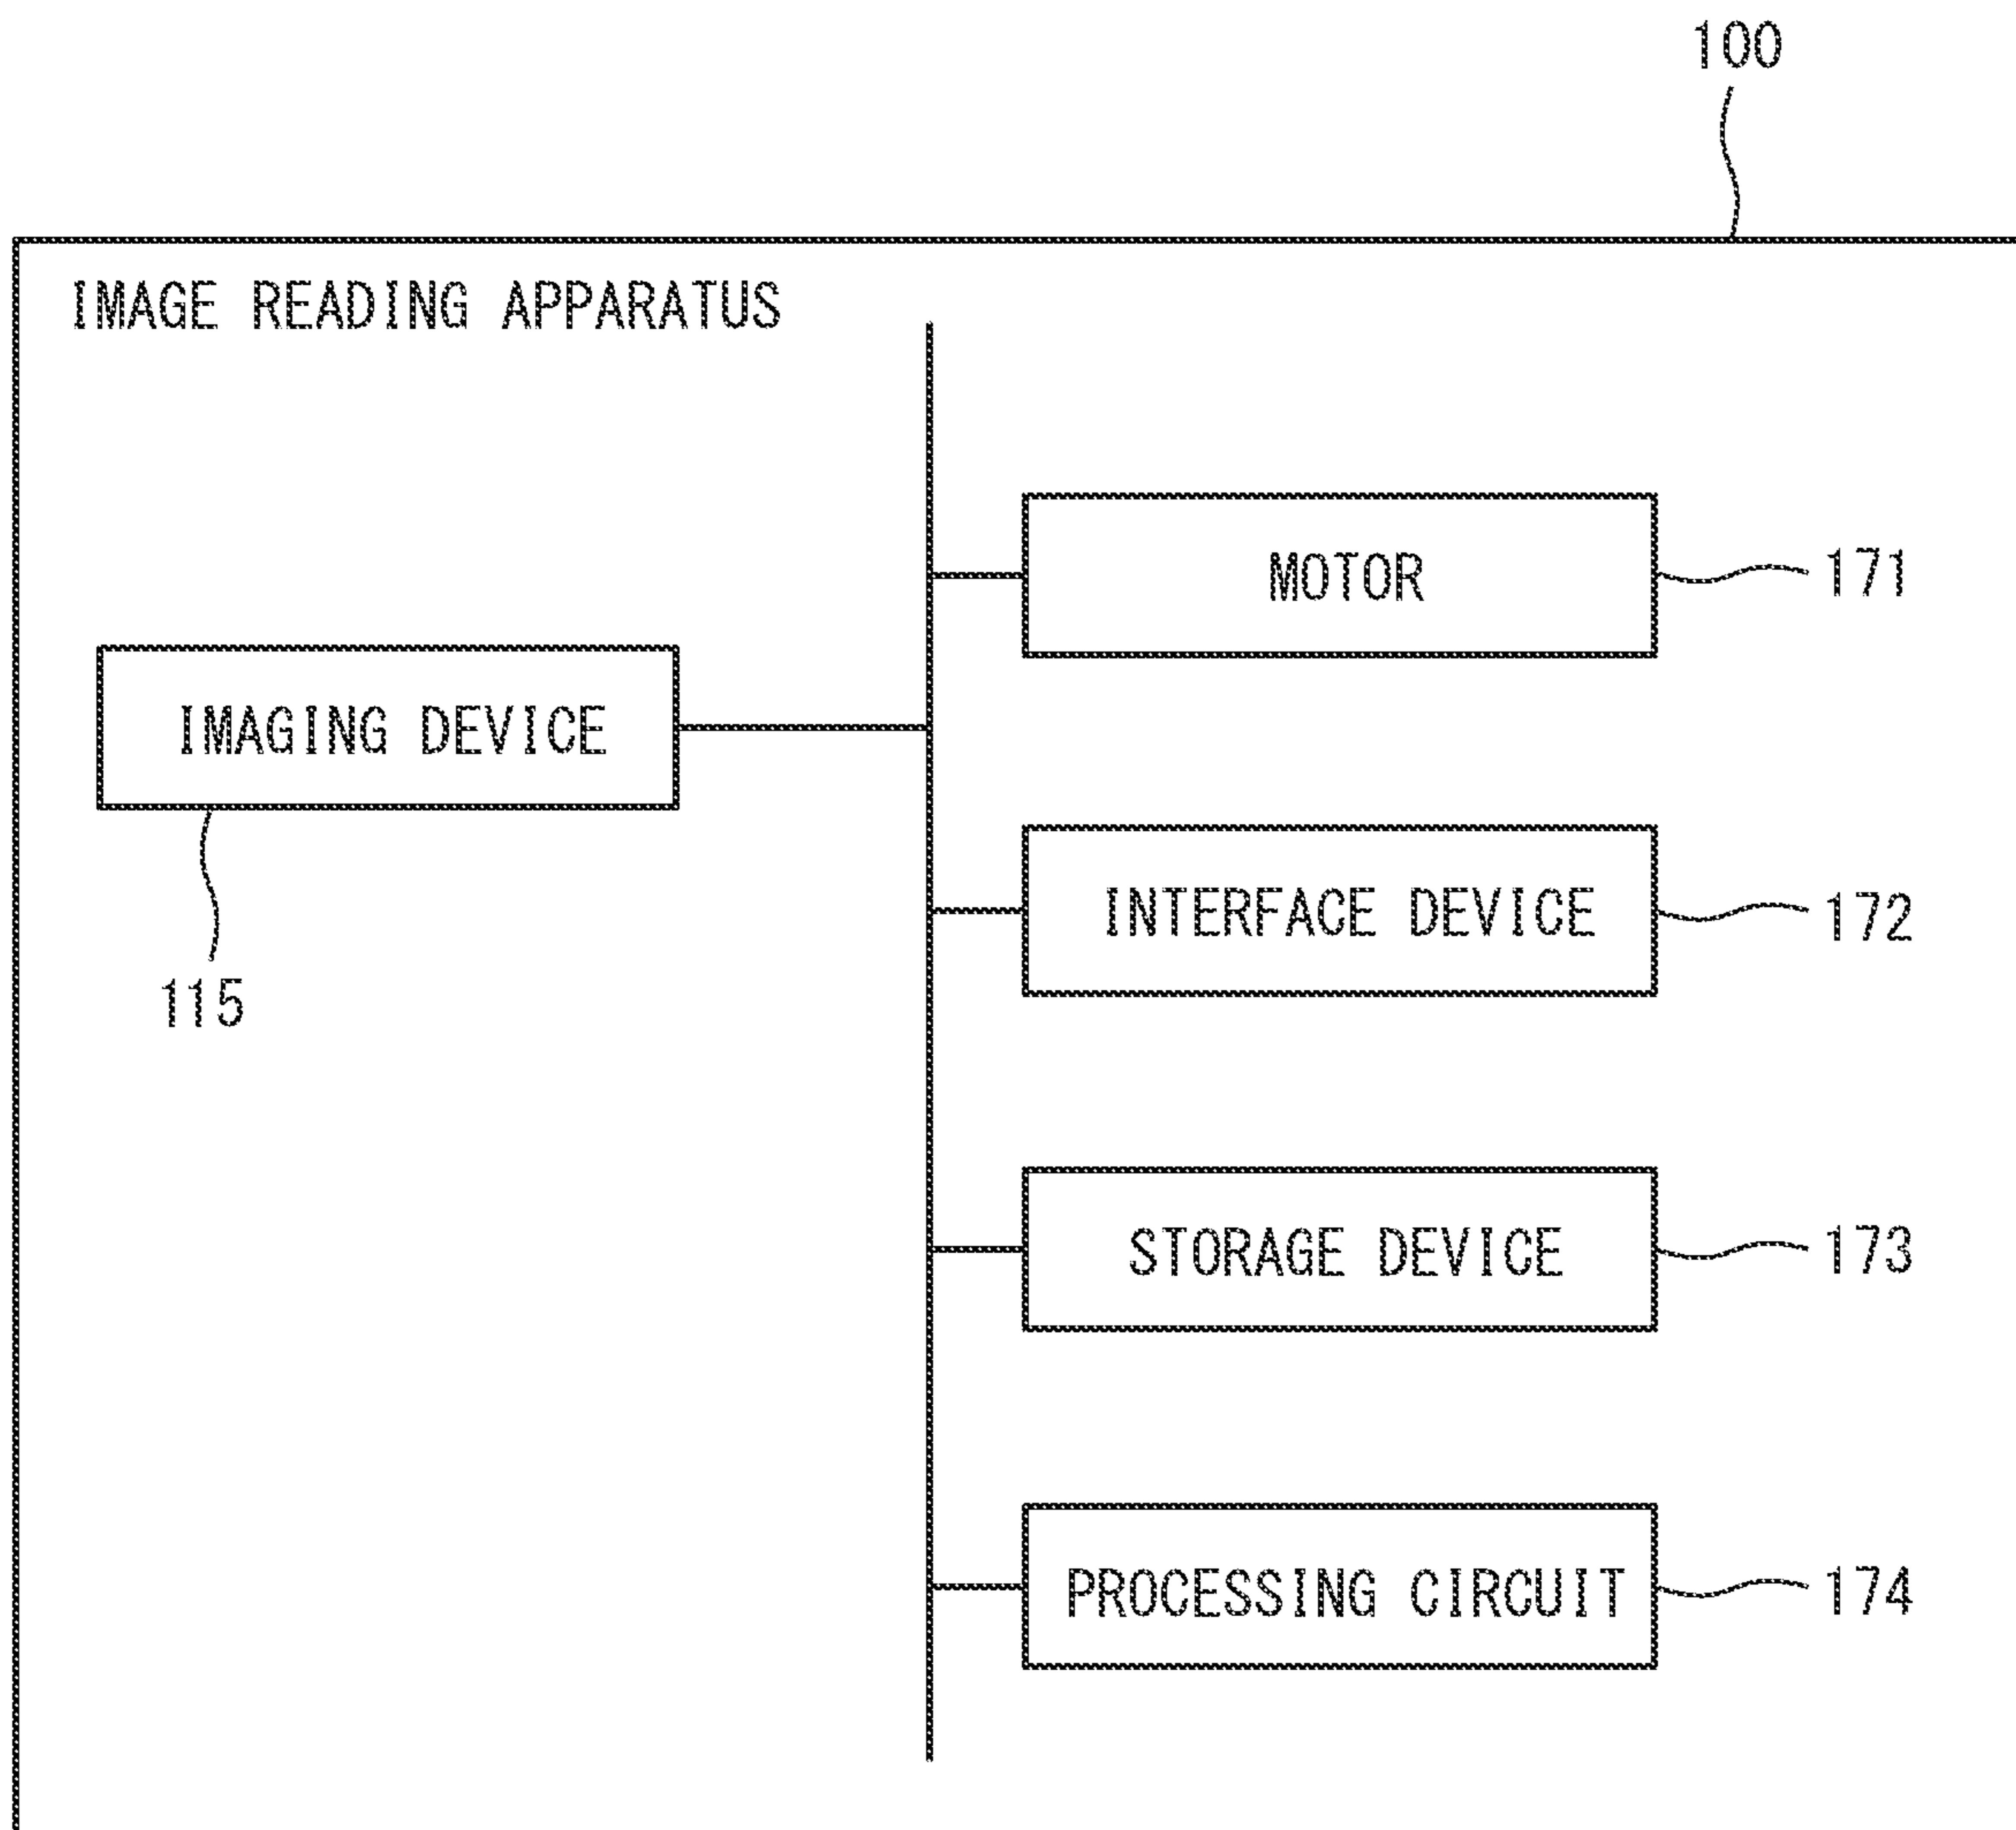 100
IMAGE READING APPARATUS
MOTOR
171
IMAGING DEVICE
115
INTERFACE DEVICE
172
STORAGE DEVICE
173
PROCESSING CIRCUIT
174